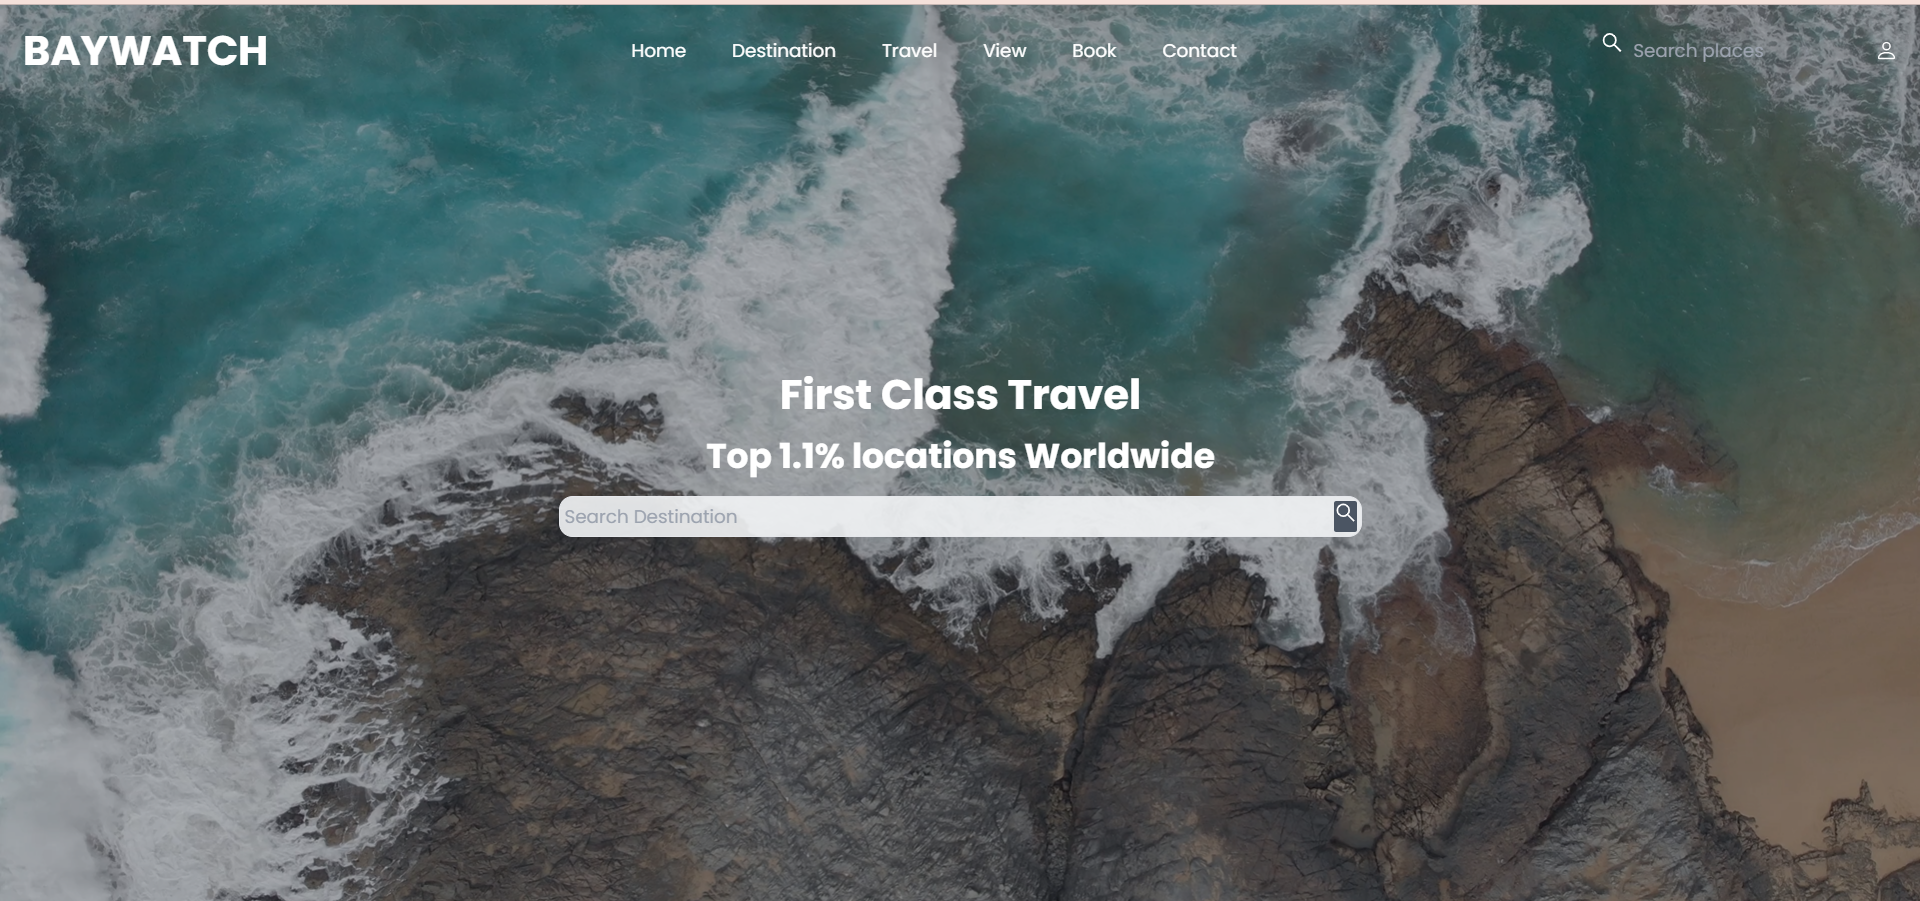 BAYWATCH
Home Destination Travel View Book Contact
Search places
First Class Travel
Top 1.1% locations Worldwide
Search Destination